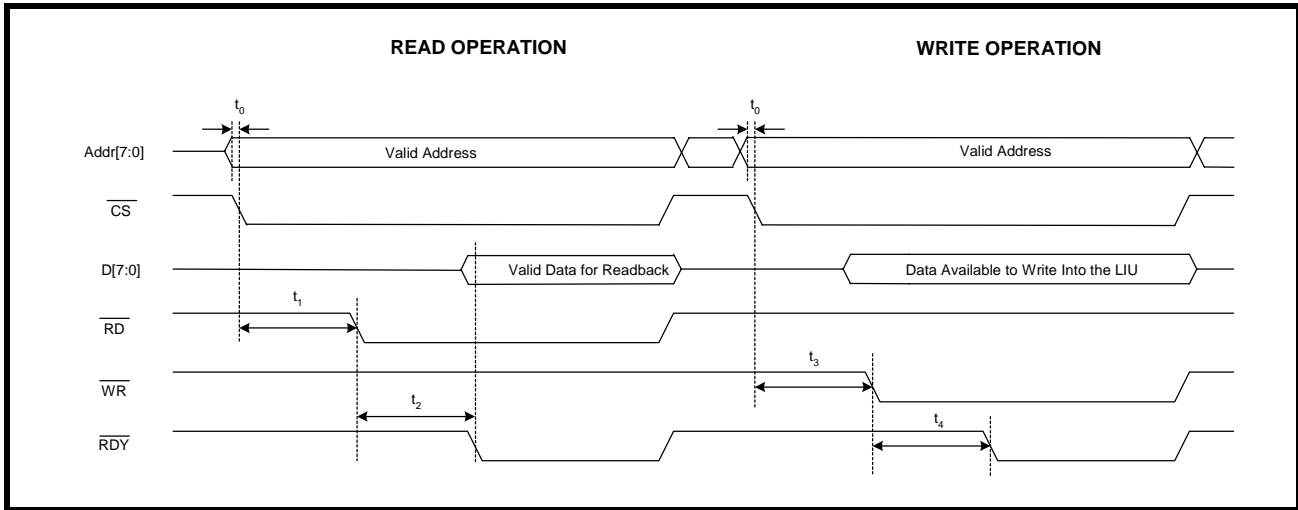 READ OPERATION WRITE OPERATION
t0 t0
Addr[7:0] Valid Address Valid Address
CS
D[7:0] Valid Data for Readback Data Available to Write Into the LIU
t1
RD
t3
WR
t2
t4
RDY